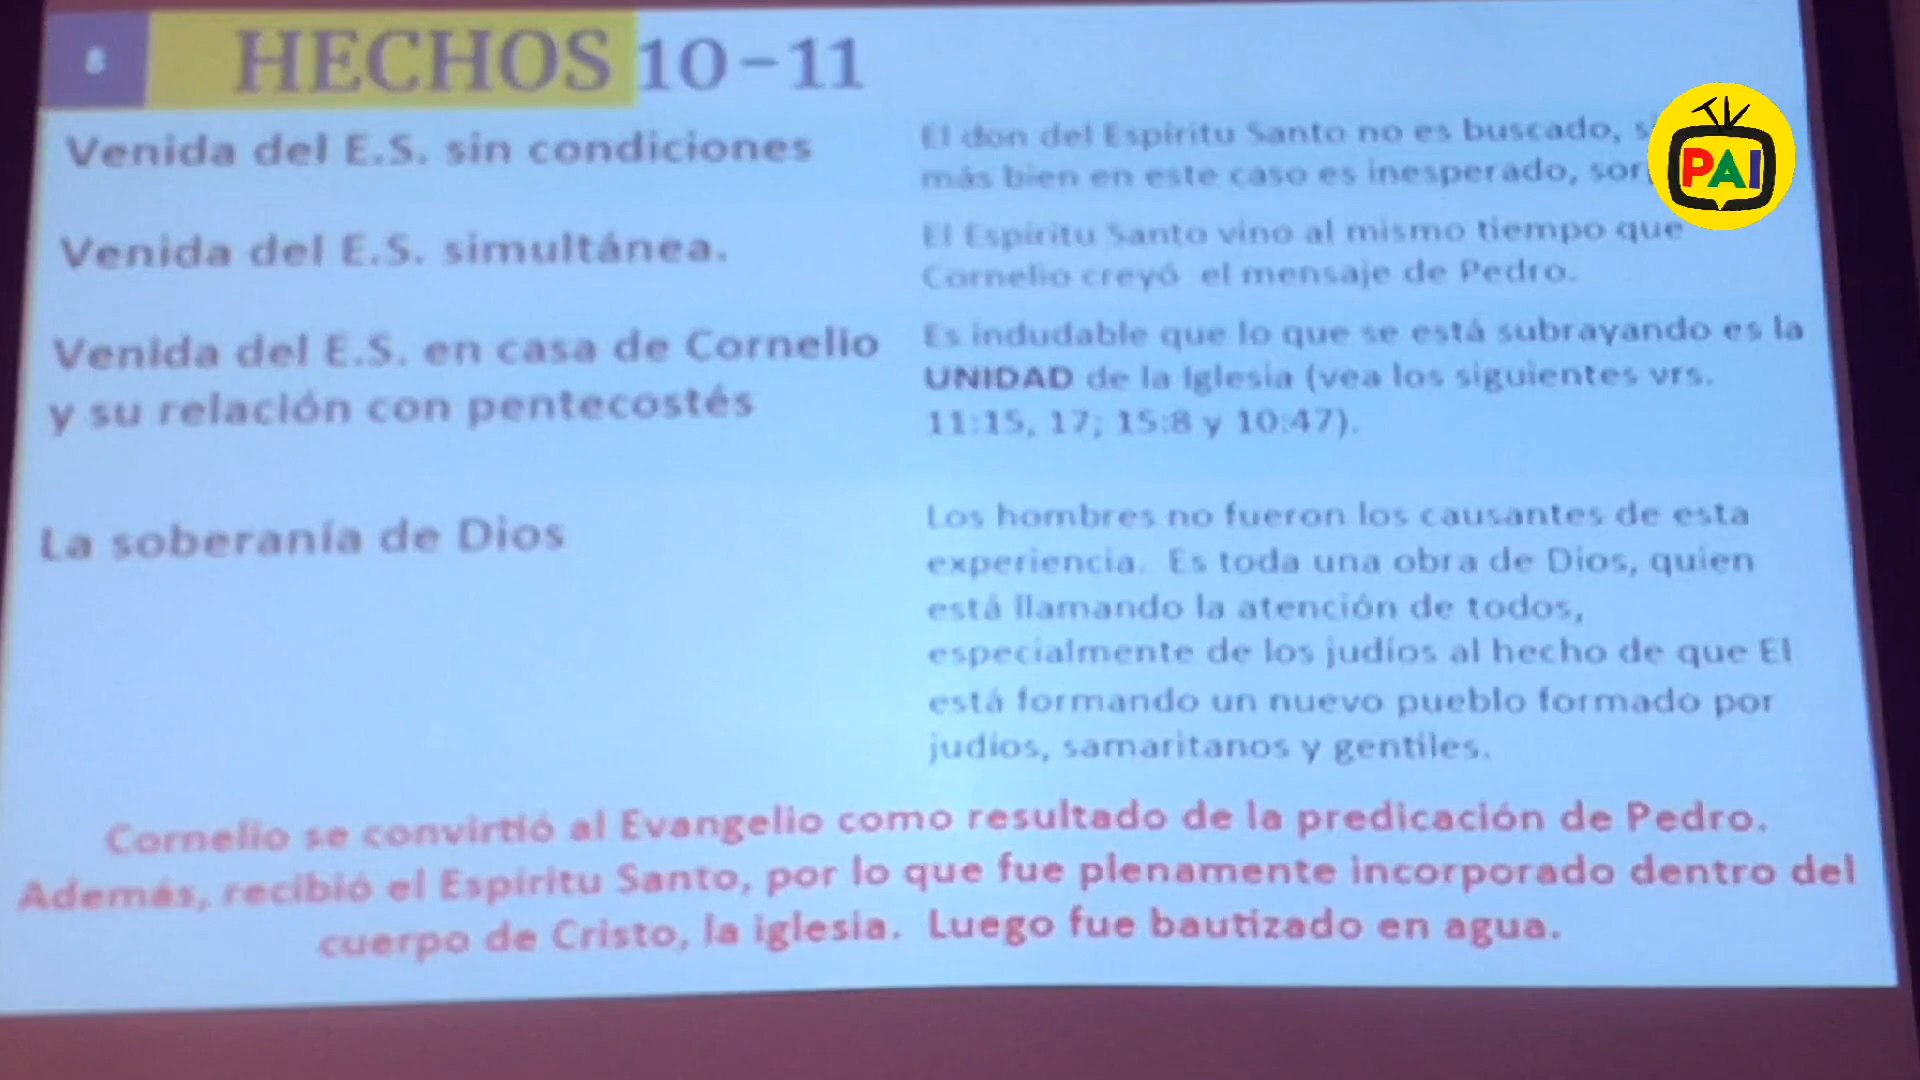 8
HECHOS 10-11
Venida del E.S. sin condiciones
El don del Espíritu Santo no es buscado,
más bien en este caso es inesperado,
Venida del E.S. simultánea.
El Espíritu Santo vino al mismo tiempo que
Cornelio creyó el mensaje de Pedro.
Venida del E.S. en casa de Cornelio
y su relación con pentecostés
Es indudable que lo que se está subrayando es la
UNIDAD de la Iglesia (vea los siguientes vrs.
11:15, 17; 15:8 y 10:47).
La soberanía de Dios
Los hombres no fueron los causantes de esta
experiencia. Es toda una obra de Dios, quien
está llamando la atención de todos,
especialmente de los judíos al hecho de que El
está formando un nuevo pueblo formado por
judíos, samaritanos y gentiles.
Cornelio se convirtió al Evangelio como resultado de la predicación de Pedro.
Además, recibió el Espíritu Santo, por lo que fue plenamente incorporado dentro del
cuerpo de Cristo, la iglesia. Luego fue bautizado en agua.
TV
PAI